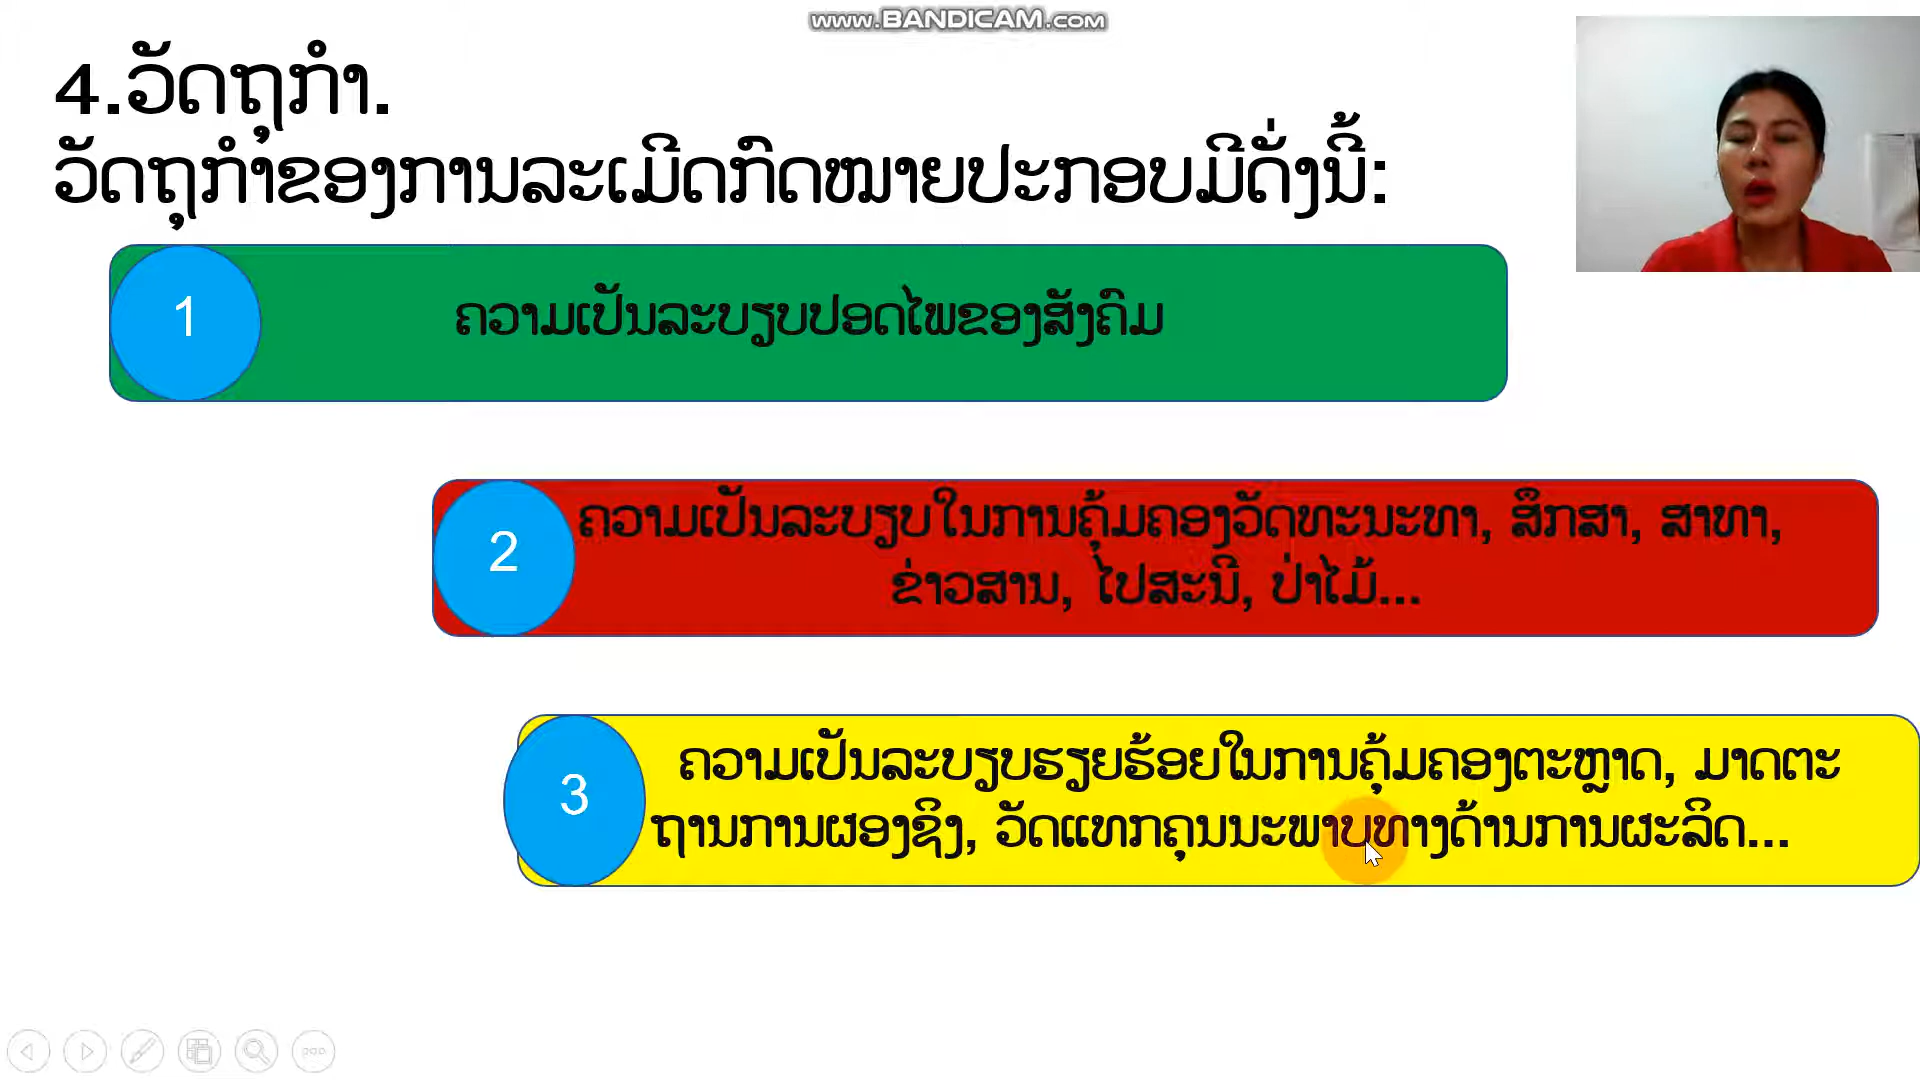 www.BANDICAM.com
4.ວັດຖຸກຳ.
ວັດຖຸກຳຂອງການລະເມີດກົດໝາຍປະກອບມີດັ່ງນີ້:
1
ຄວາມເປັນລະບຽບປອດໄພຂອງສັງຄົມ
2
ຄວາມເປັນລະບຽບໃນການຄຸ້ມຄອງວັດທະນະທາ, ສຶກສາ, ສາທາ,
ຂ່າວສານ, ໄປສະນີ, ປ່າໄມ້...
3
ຄວາມເປັນລະບຽບຮຽຍຮ້ອຍໃນການຄຸ້ມຄອງຕະຫຼາດ, ມາດຕະ
ຖານການຜອງຊິງ, ວັດແທກຄຸນນະພາບທາງດ້ານການຜະລິດ...